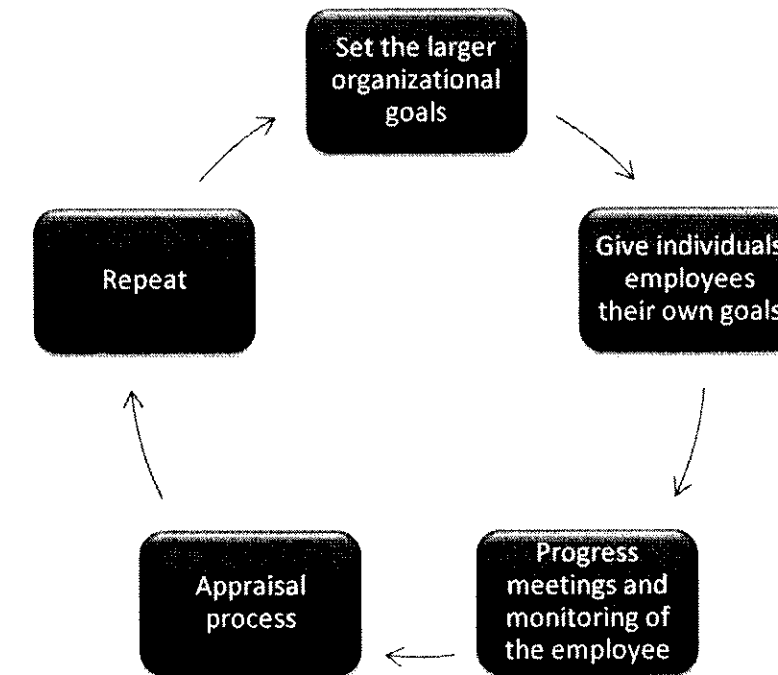 Set the larger
organizational
goals
Give individuals
employees
their own goals
Progress
meetings and
monitoring of
the employee
Appraisal
process
Repeat